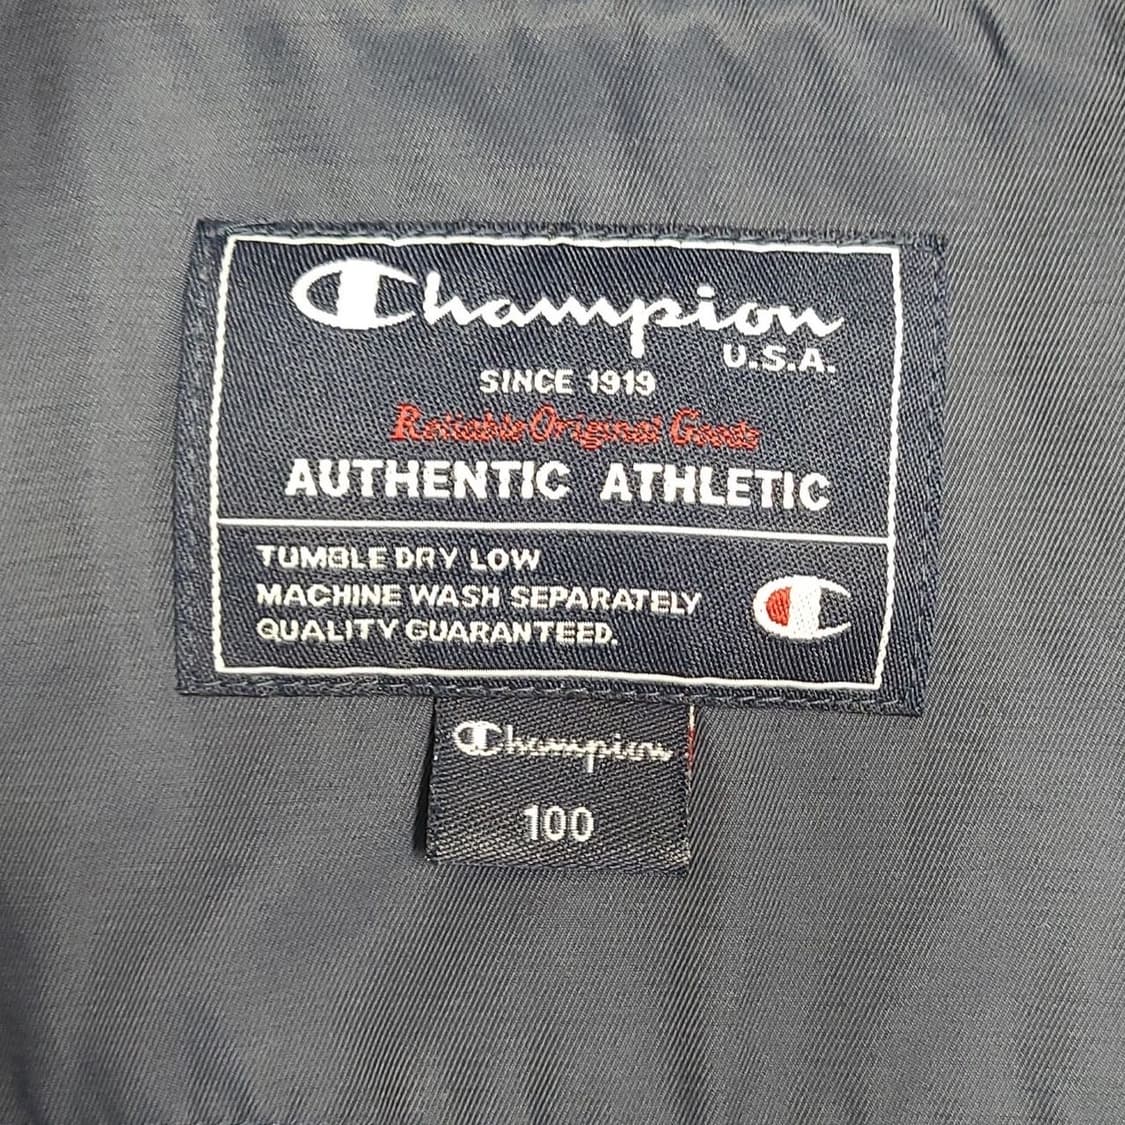 Champion
U.S.A.
SINCE 1919
Reliable Original Goods
AUTHENTIC ATHLETIC
TUMBLE DRY LOW
MACHINE WASH SEPARATELY
QUALITY GUARANTEED.
Champion
100